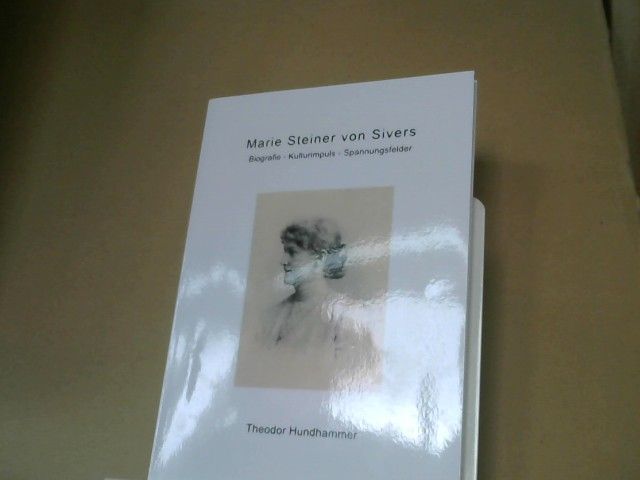 Marie Steiner von Sivers
Biografie - Kulturimpuls - Spannungsfelder
Theodor Hundhammer